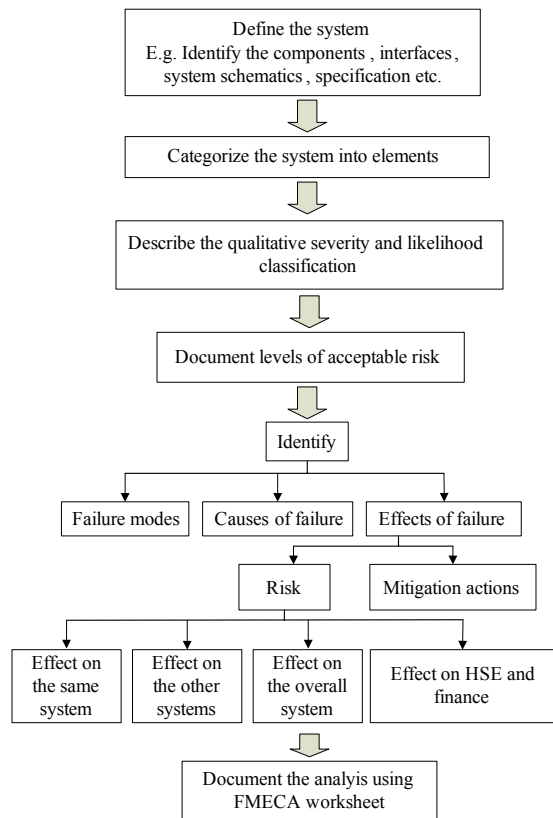 Define the system
E.g. Identify the components , interfaces ,
system schematics , specification etc.
Categorize the system into elements
Describe the qualitative severity and likelihood
classification
Document levels of acceptable risk
Identify
Failure modes
Causes of failure
Effects of failure
Risk
Mitigation actions
Effect on
the same
system
Effect on
the other
systems
Effect on
the overall
system
Effect on HSE and
finance
Document the analyis using
FMECA worksheet